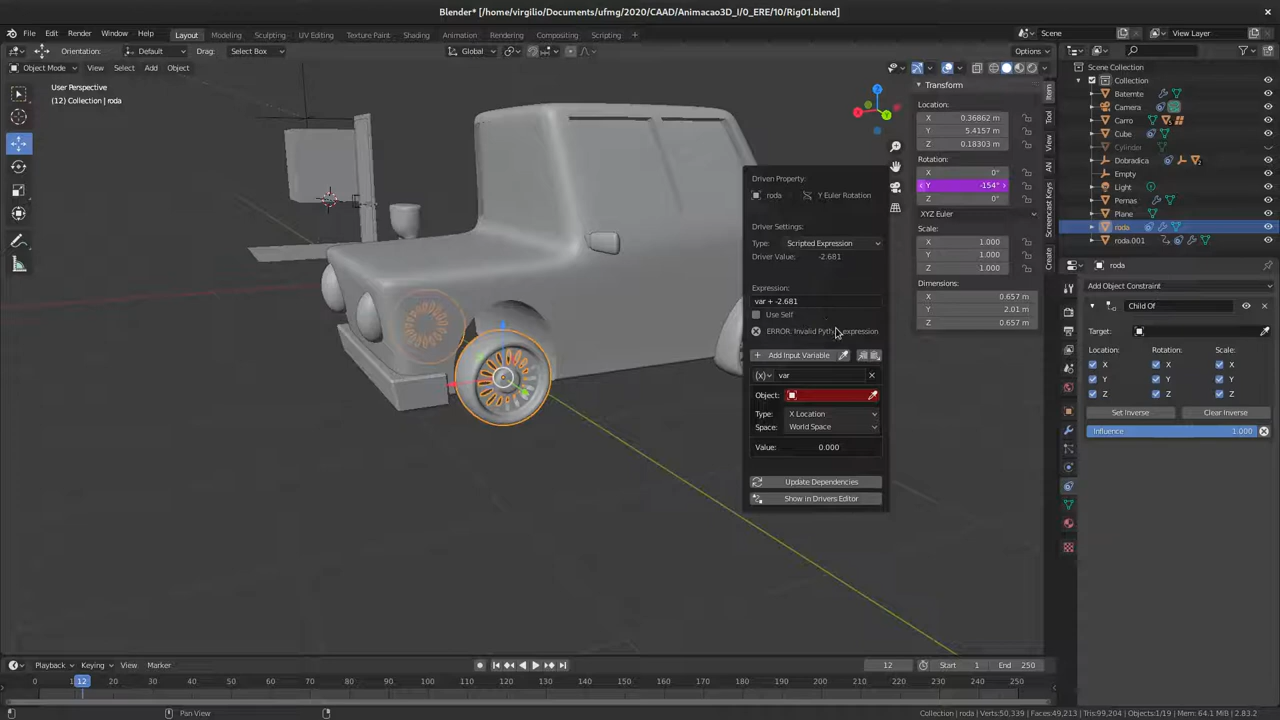 Blender* [/home/virgilio/Documents/ufmg/2020/CAAD/Animacao3D_I/0_ERE/10/Rig01.blend]
File Edit Render Window Help Layout Modeling Sculpting UV Editing Texture Paint Shading Animation Rendering Compositing Scripting Scene View Layer
Orientation: Default Drag: Select Box Global Options
Object Mode View Select Add Object
User Perspective
(12) Collection | roda
Transform
Location:
X 0.36862 m
Y 5.4157 m
Z 0.18303 m
Rotation:
X 0°
Y -154°
Z 0°
XYZ Euler
Scale:
X 1.000
Y 1.000
Z 1.000
Dimensions:
X 0.657 m
Y 2.01 m
Z 0.657 m
Item
Tool
View
AN
Screencast Keys
Create
Driven Property:
roda Y Euler Rotation
Driver Settings:
Type: Scripted Expression
Driver Value: -2.681
Expression:
var + -2.681
Use Self
ERROR: Invalid Python expression
Add Input Variable
(x) var
Object:
Type: X Location
Space: World Space
Value: 0.000
Update Dependencies
Show in Drivers Editor
Scene Collection
Collection
Batemte
Camera
Carro
Cube
Cylinder
Dobradica
Empty
Light
Pernas
Plane
roda
roda.001
roda
Add Object Constraint
Child Of
Target:
Location: Rotation: Scale:
X X X
Y Y Y
Z Z Z
Set Inverse Clear Inverse
Influence 1.000
Playback Keying View Marker 12 Start 1 End 250
0 12 20 30 40 50 60 70 80 90 100 110 120 130 140 150 160 170 180 190 200 210 220 230 240 250
Pan View Collection | roda | Verts:50,339 | Faces:49,213 | Tris:99,204 | Objects:1/19 | Mem: 64.1 MiB | 2.83.2